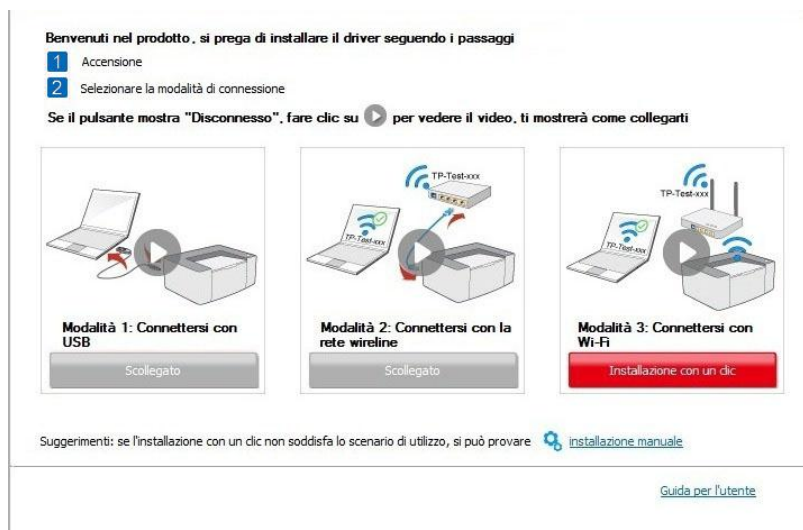 Benvenuti nel prodotto, si prega di installare il driver seguendo i passaggi
1 Accensione
2 Selezionare la modalità di connessione
Se il pulsante mostra "Disconnesso", fare clic su per vedere il video, ti mostrerà come collegarti
TP-Test-xxx
TP-Test-xxx
TP-Test-xxx
TP-Test-xxx
Modalità 1: Connettersi con
USB
Scollegato
Modalità 2: Connettersi con la
rete wireline
Scollegato
Modalità 3: Connettersi con
Wi-Fi
Installazione con un clic
Suggerimenti: se l'installazione con un clic non soddisfa lo scenario di utilizzo, si può provare installazione manuale
Guida per l'utente